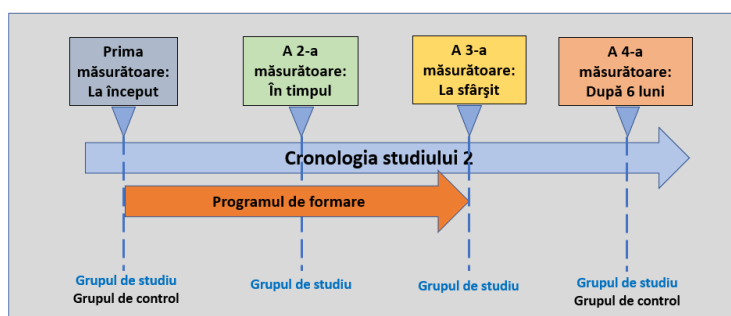 Prima
măsurătoare:
La început
A 2-a
măsurătoare:
În timpul
A 3-a
măsurătoare:
La sfârşit
A 4-a
măsurătoare:
După 6 luni
Cronologia studiului 2
Programul de formare
Grupul de studiu
Grupul de control
Grupul de studiu
Grupul de studiu
Grupul de studiu
Grupul de control